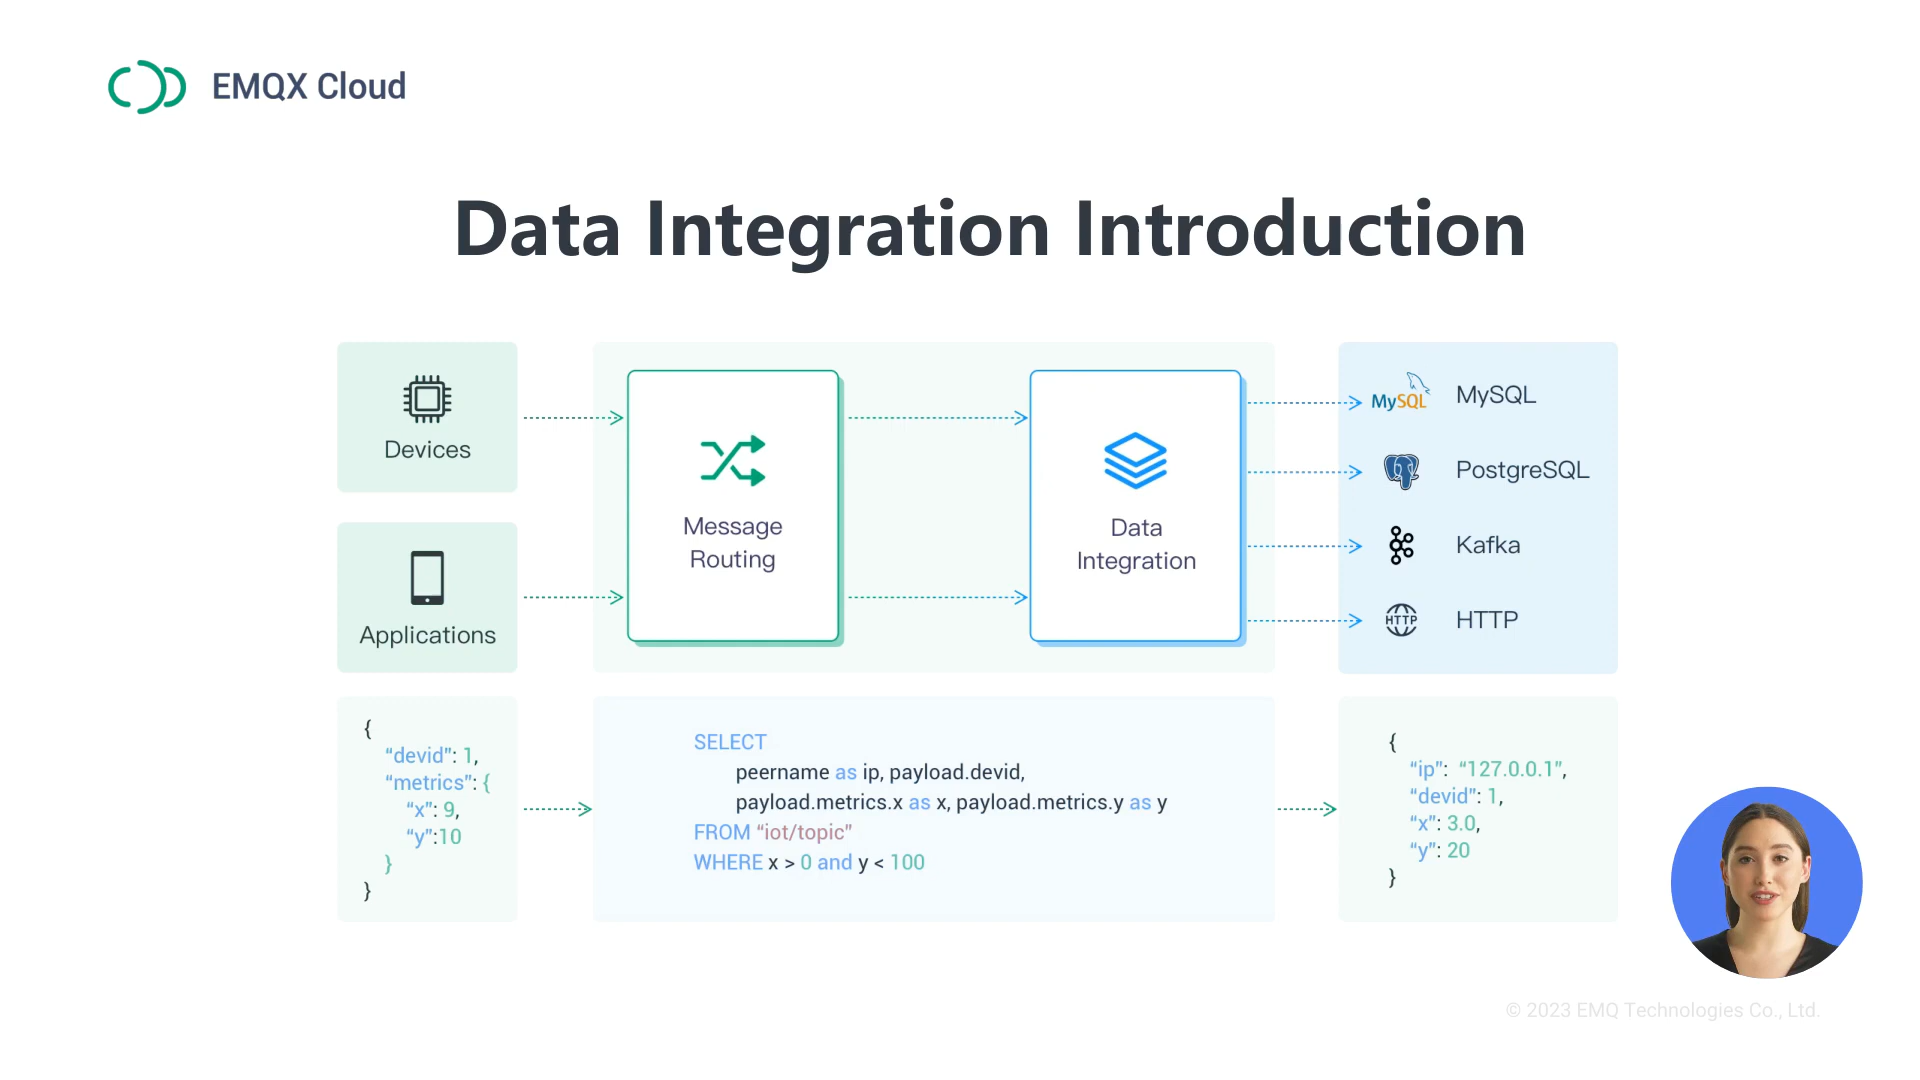 EMQX Cloud
Data Integration Introduction
Devices
Applications
Message
Routing
Data
Integration
MySQL
MySQL
PostgreSQL
Kafka
HTTP
HTTP
{
“devid”: 1,
“metrics”: {
“x”: 9,
“y”:10
}
}
SELECT
peername as ip, payload.devid,
payload.metrics.x as x, payload.metrics.y as y
FROM “iot/topic”
WHERE x > 0 and y < 100
{
“ip”: “127.0.0.1”,
“devid”: 1,
“x”: 3.0,
“y”: 20
}
© 2023 EMQ Technologies Co., Ltd.